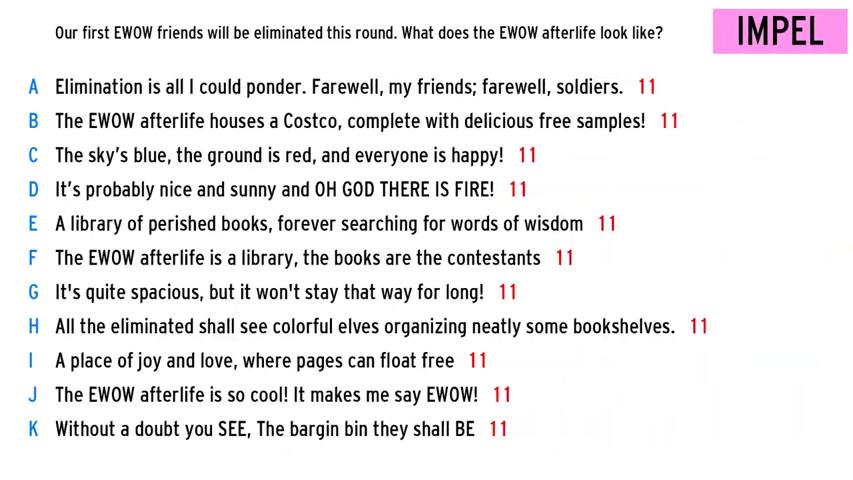 Our first EWOW friends will be eliminated this round. What does the EWOW afterlife look like?
IMPEL
A Elimination is all I could ponder. Farewell, my friends; farewell, soldiers. 11
B The EWOW afterlife houses a Costco, complete with delicious free samples! 11
C The sky’s blue, the ground is red, and everyone is happy! 11
D It’s probably nice and sunny and OH GOD THERE IS FIRE! 11
E A library of perished books, forever searching for words of wisdom 11
F The EWOW afterlife is a library, the books are the contestants 11
G It's quite spacious, but it won't stay that way for long! 11
H All the eliminated shall see colorful elves organizing neatly some bookshelves. 11
I A place of joy and love, where pages can float free 11
J The EWOW afterlife is so cool! It makes me say EWOW! 11
K Without a doubt you SEE, The bargin bin they shall BE 11